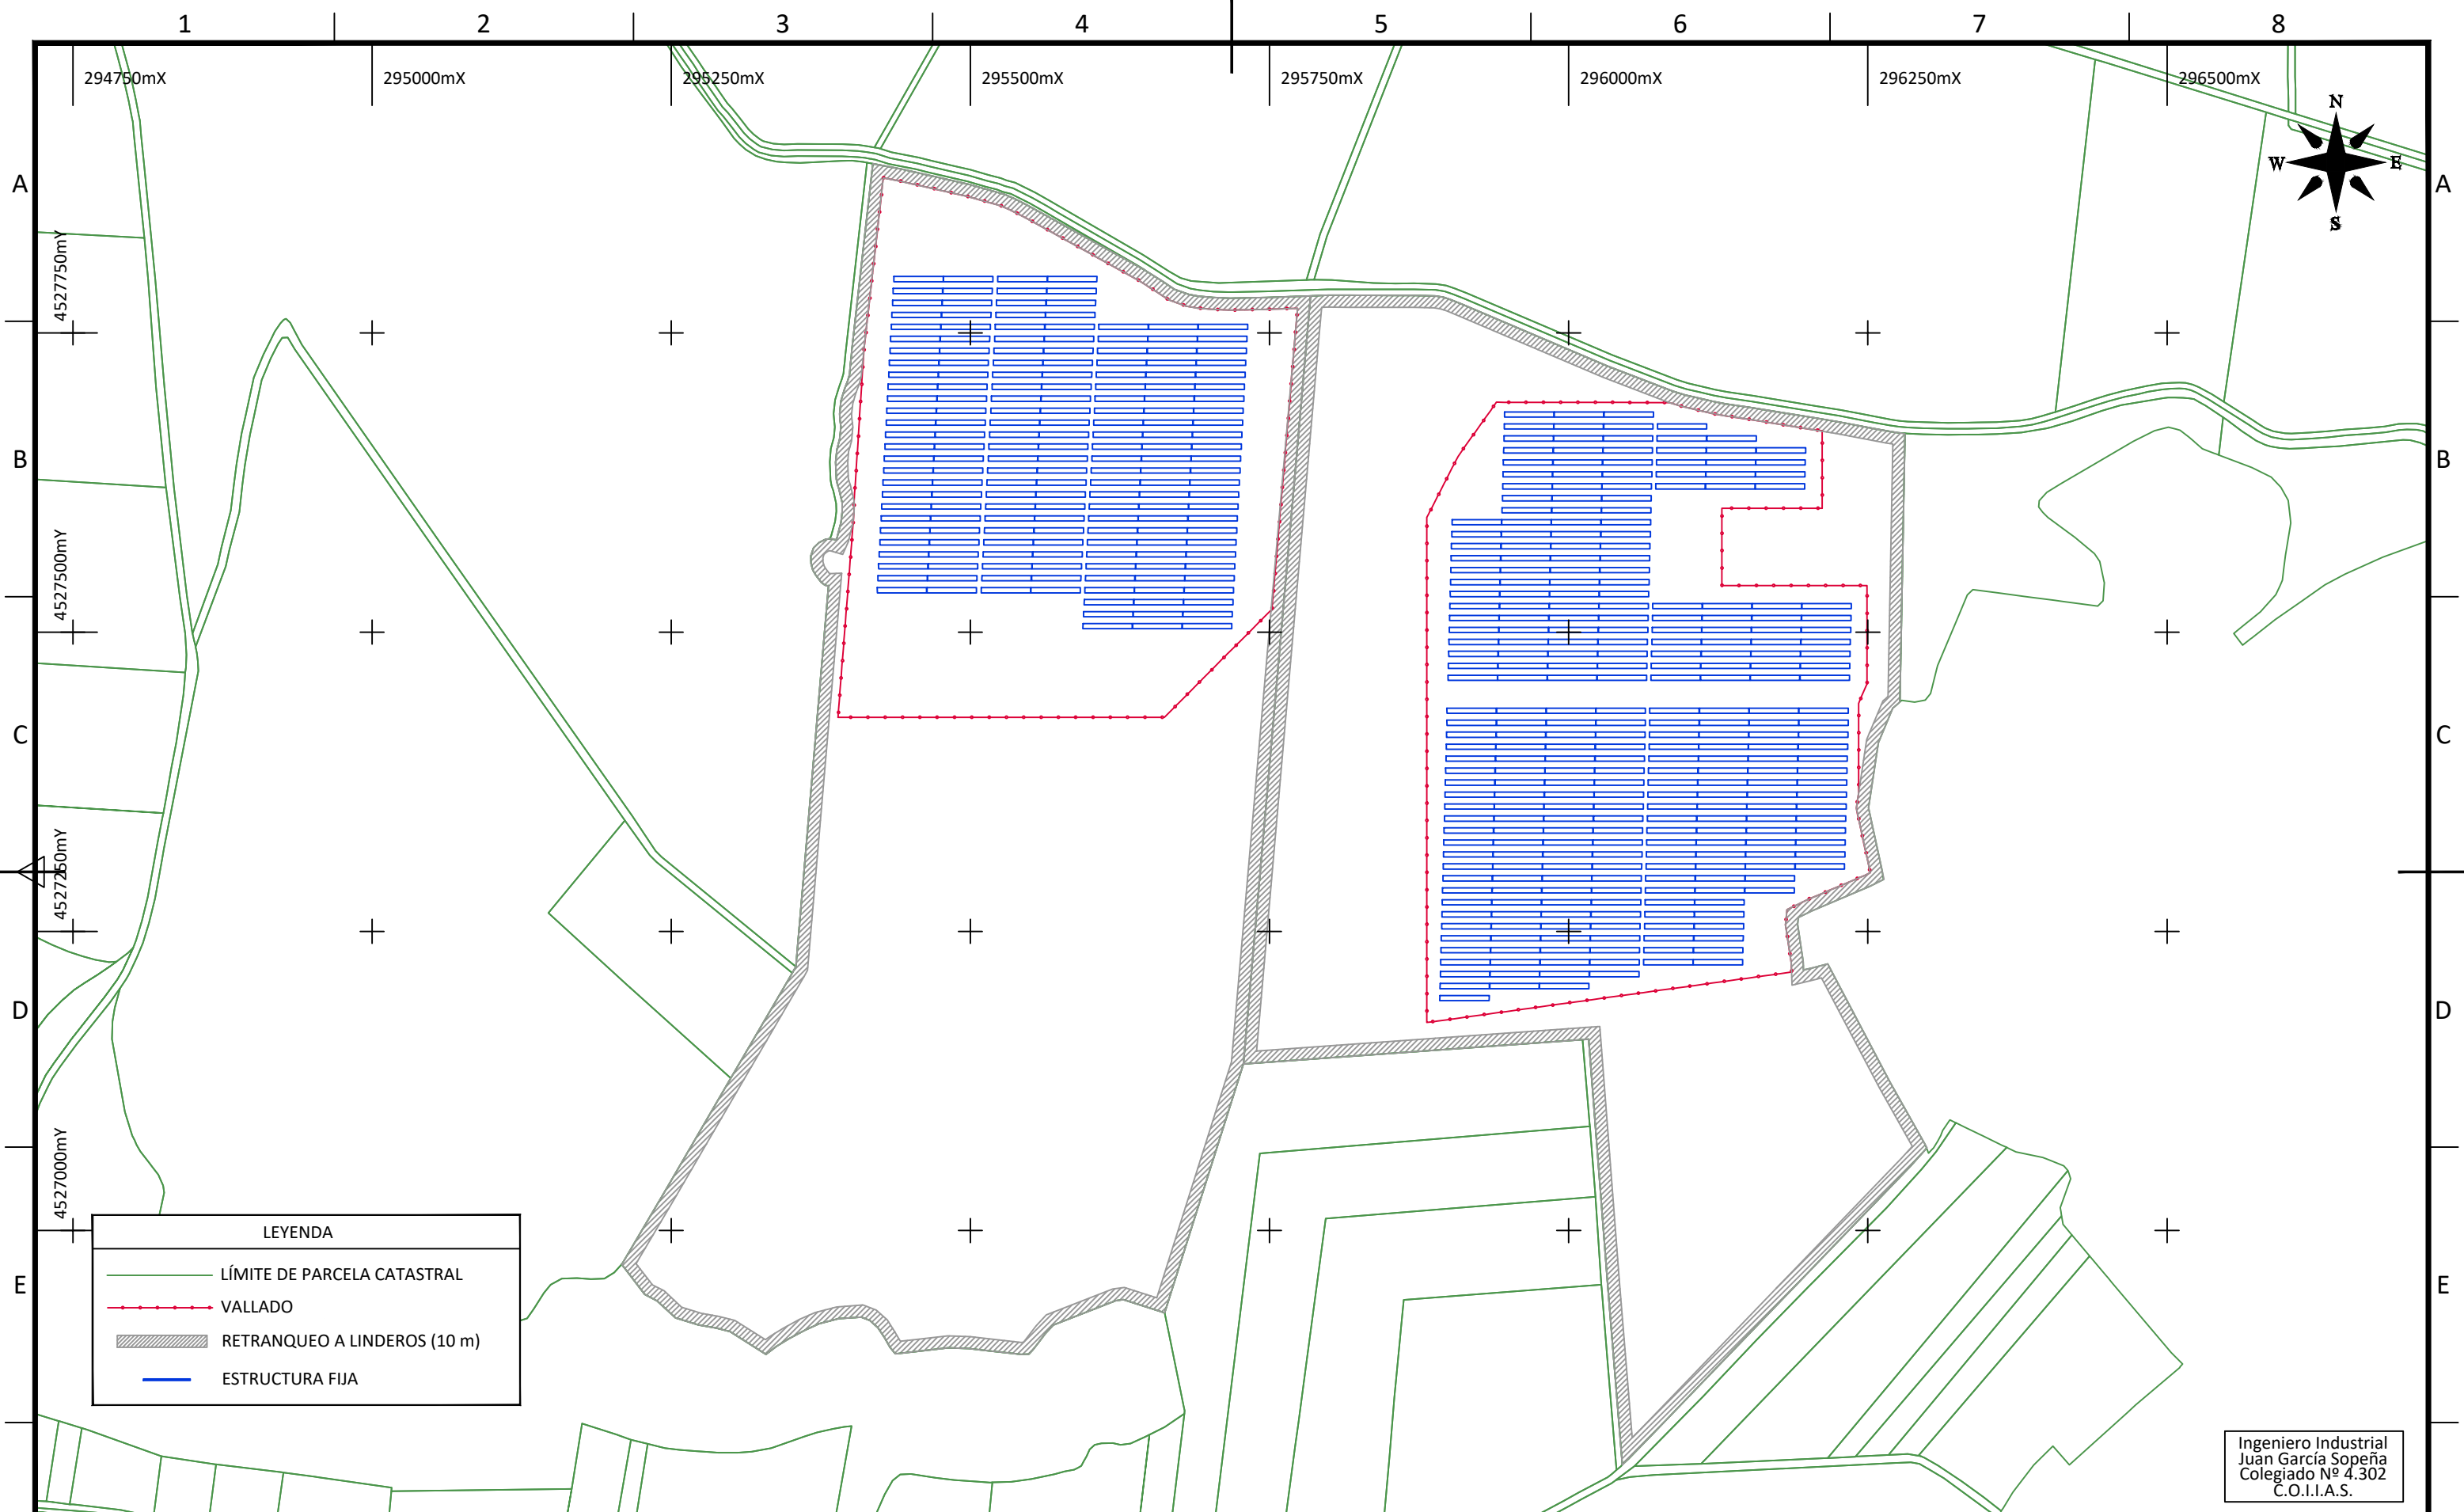 1 2 3 4 5 6 7 8
294750mX 295000mX 295250mX 295500mX 295750mX 296000mX 296250mX 296500mX
N
W E
S
A A
4527750mY
B B
4527500mY
C C
4527250mY
D D
4527000mY
E E
LEYENDA
LÍMITE DE PARCELA CATASTRAL
VALLADO
RETRANQUEO A LINDEROS (10 m)
ESTRUCTURA FIJA
Ingeniero Industrial
Juan García Sopeña
Colegiado Nº 4.302
C.O.I.I.A.S.